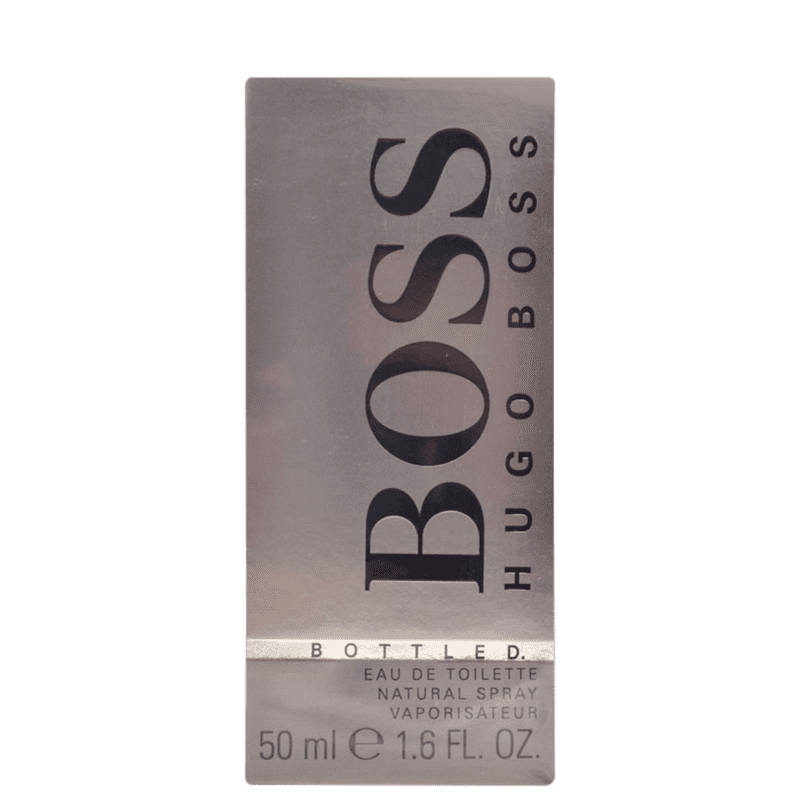 BOSS
HUGO BOSS
BOTTLED.
EAU DE TOILETTE
NATURAL SPRAY
VAPORISATEUR
50 ml ℮ 1.6 FL. OZ.